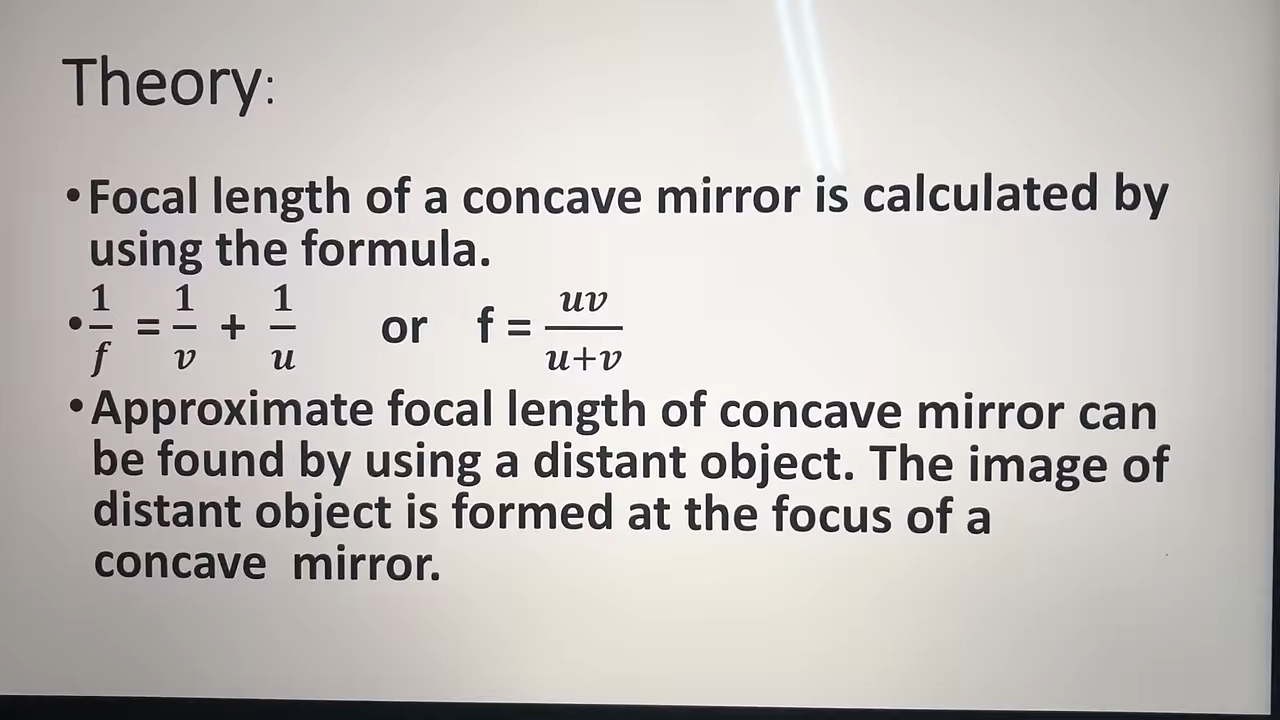 Theory:
•Focal length of a concave mirror is calculated by
using the formula.
•1/f = 1/v + 1/u or f = uv/u+v
•Approximate focal length of concave mirror can
be found by using a distant object. The image of
distant object is formed at the focus of a
concave mirror.